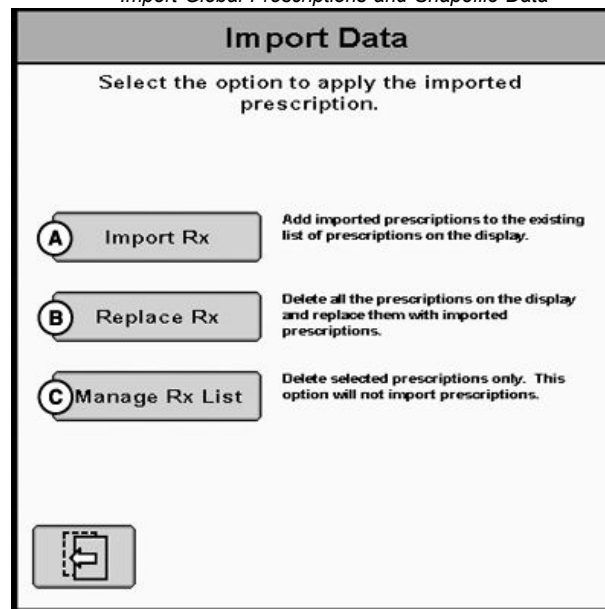 Import Global Prescriptions and Shapefile Data
Import Data
Select the option to apply the imported
prescription.
A Import Rx
Add imported prescriptions to the existing
list of prescriptions on the display.
B Replace Rx
Delete all the prescriptions on the display
and replace them with imported
prescriptions.
C Manage Rx List
Delete selected prescriptions only. This
option will not import prescriptions.